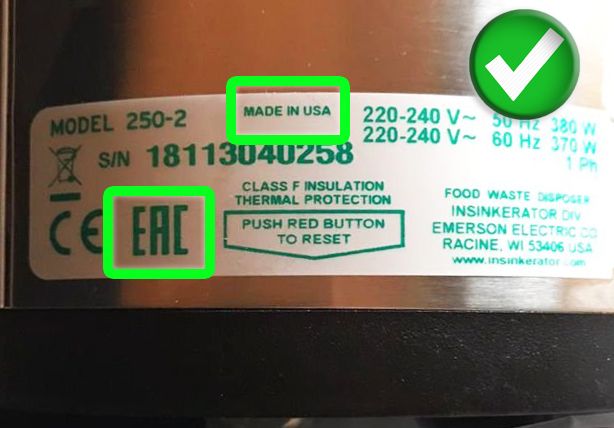 MODEL 250-2
MADE IN USA
220-240 V~ 50 Hz 380 W
220-240 V~ 60 Hz 370 W
1 Ph
S/N 18113040258
CLASS F INSULATION
THERMAL PROTECTION
PUSH RED BUTTON
TO RESET
CE
EAC
FOOD WASTE DISPOSER
INSINKERATOR DIV.
EMERSON ELECTRIC CO
RACINE, WI 53406 USA
www.insinkerator.com